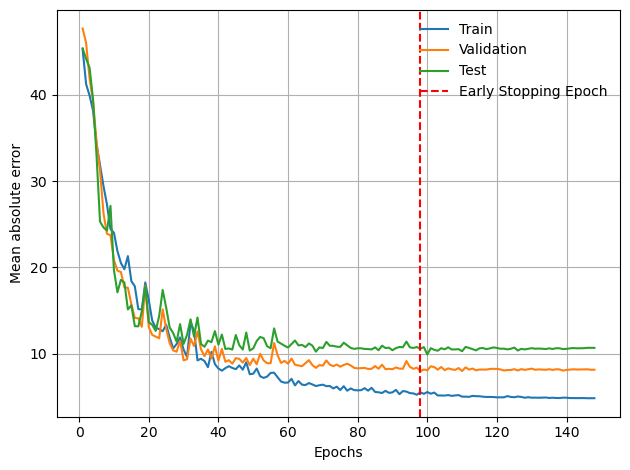 Train
Validation
Test
Early Stopping Epoch
Mean absolute error
40
30
20
10
0 20 40 60 80 100 120 140
Epochs